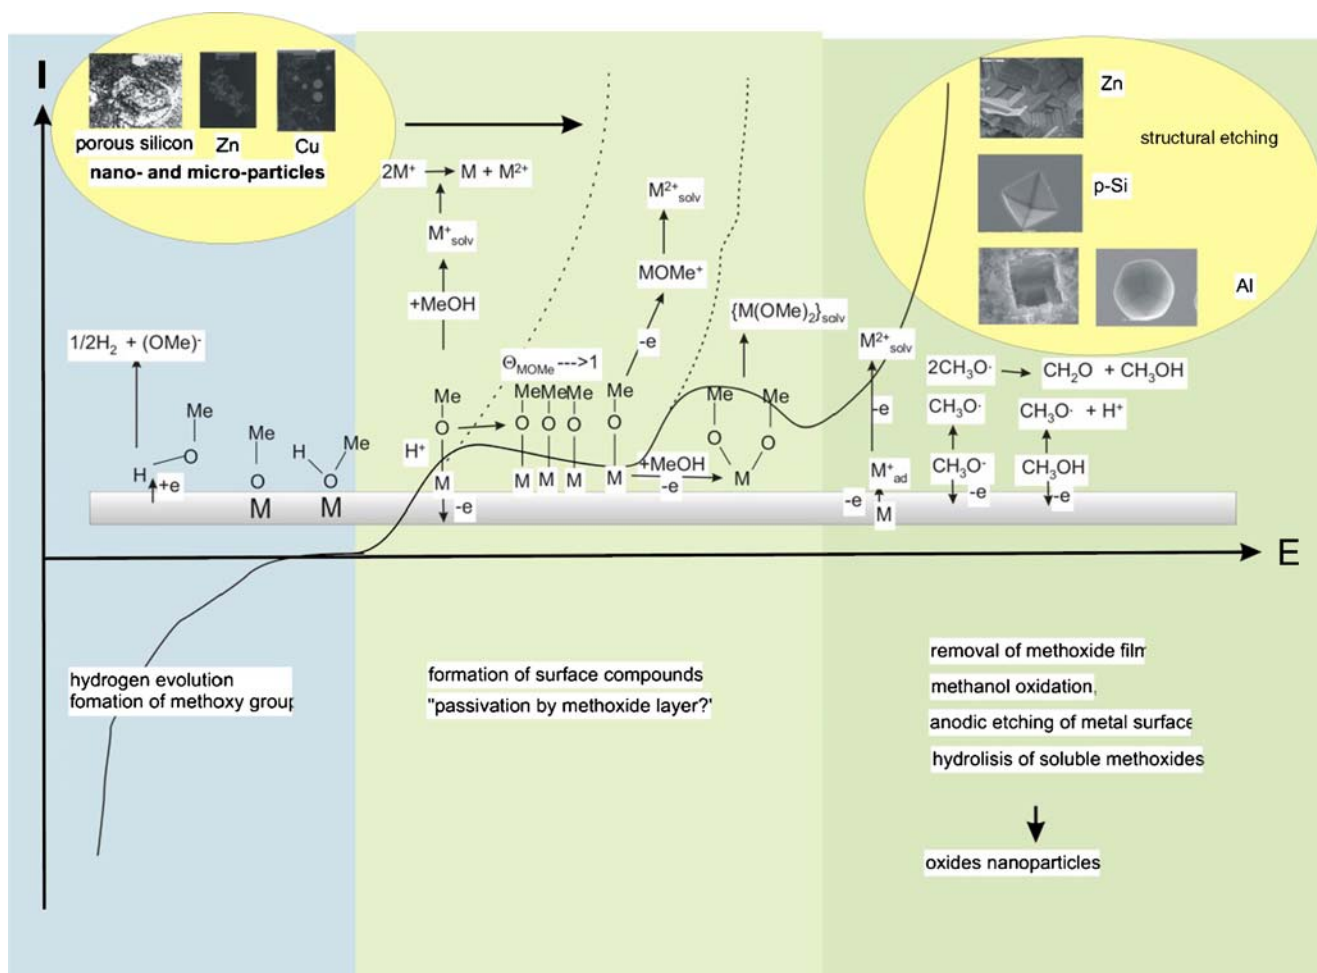 I
porous silicon
Zn
Cu
nano- and micro-particles
2M⁺ → M + M²⁺
M⁺solv
+MeOH
1/2H₂ + (OMe)⁻
Me
O
H
+e
Me
O
M
H
Me
O
M
Me
O
H⁺
M
-e
ΘMOMe --->1
MeMeMe
O O O
M M M
M²⁺solv
MOMe⁺
-e
Me
O
M
+MeOH
-e
{M(OMe)₂}solv
Me Me
O O
M
M²⁺solv
-e
M⁺ad
-e
M
2CH₃O· → CH₂O + CH₃OH
CH₃O·
CH₃O⁻
-e
CH₃O· + H⁺
CH₃OH
-e
Zn
structural etching
p-Si
Al
E
hydrogen evolution
fomation of methoxy group
formation of surface compounds
"passivation by methoxide layer?'
removal of methoxide film
methanol oxidation,
anodic etching of metal surface
hydrolisis of soluble methoxides
oxides nanoparticles